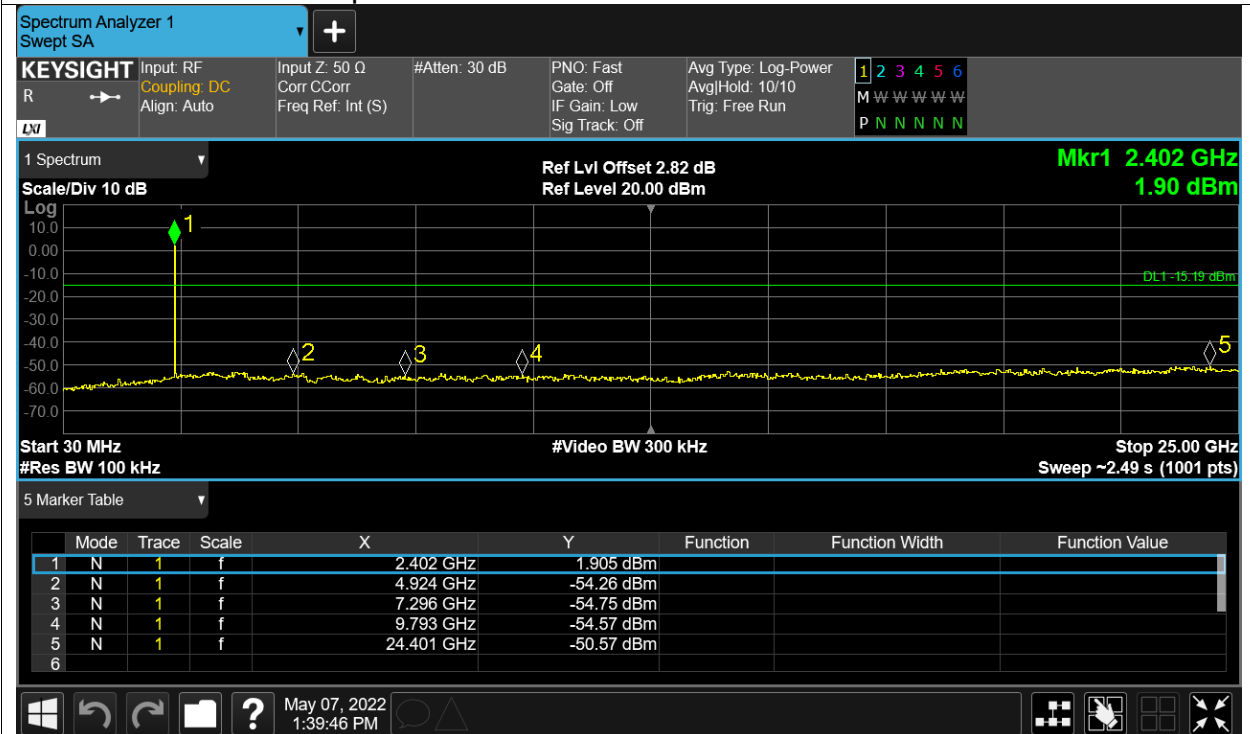 Spectrum Analyzer 1
Swept SA
KEYSIGHT Input: RF Input Z: 50 Ω #Atten: 30 dB PNO: Fast Avg Type: Log-Power 1 2 3 4 5 6
R Coupling: DC Corr CCorr Gate: Off Avg|Hold: 10/10 M W W W W W
Align: Auto Freq Ref: Int (S) IF Gain: Low Trig: Free Run
LXI Sig Track: Off P N N N N N
1 Spectrum Ref Lvl Offset 2.82 dB Mkr1 2.402 GHz
Scale/Div 10 dB Ref Level 20.00 dBm 1.90 dBm
Log
10.0 1
0.00
-10.0 DL1 -15.19 dBm
-20.0
-30.0
-40.0 2 3 4 5
-50.0
-60.0
-70.0
Start 30 MHz #Video BW 300 kHz Stop 25.00 GHz
#Res BW 100 kHz Sweep ~2.49 s (1001 pts)
5 Marker Table
Mode Trace Scale X Y Function Function Width Function Value
1 N 1 f 2.402 GHz 1.905 dBm
2 N 1 f 4.924 GHz -54.26 dBm
3 N 1 f 7.296 GHz -54.75 dBm
4 N 1 f 9.793 GHz -54.57 dBm
5 N 1 f 24.401 GHz -50.57 dBm
6
? May 07, 2022
1:39:46 PM